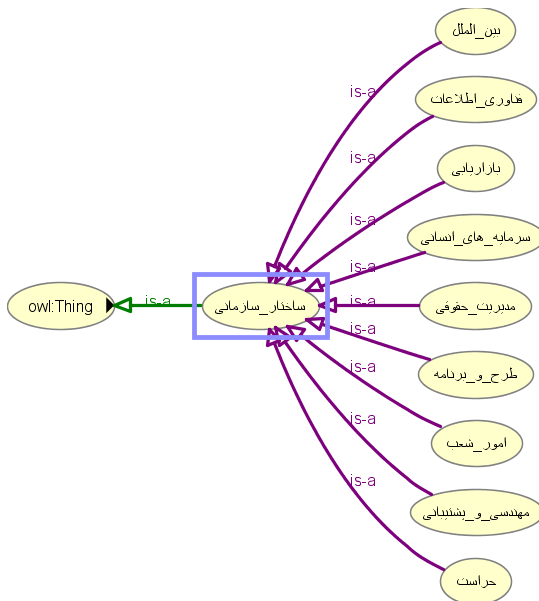 بین_الملل
is-a
فناوری_اطلاعات
is-a
بازاریابی
is-a
سرمایه_های_انسانی
is-a
owl:Thing
is-a
ساختار_سازمانی
is-a
مدیریت_حقوقی
is-a
طرح_و_برنامه
is-a
امور_شعب
is-a
مهندسی_و_پشتیبانی
حراست